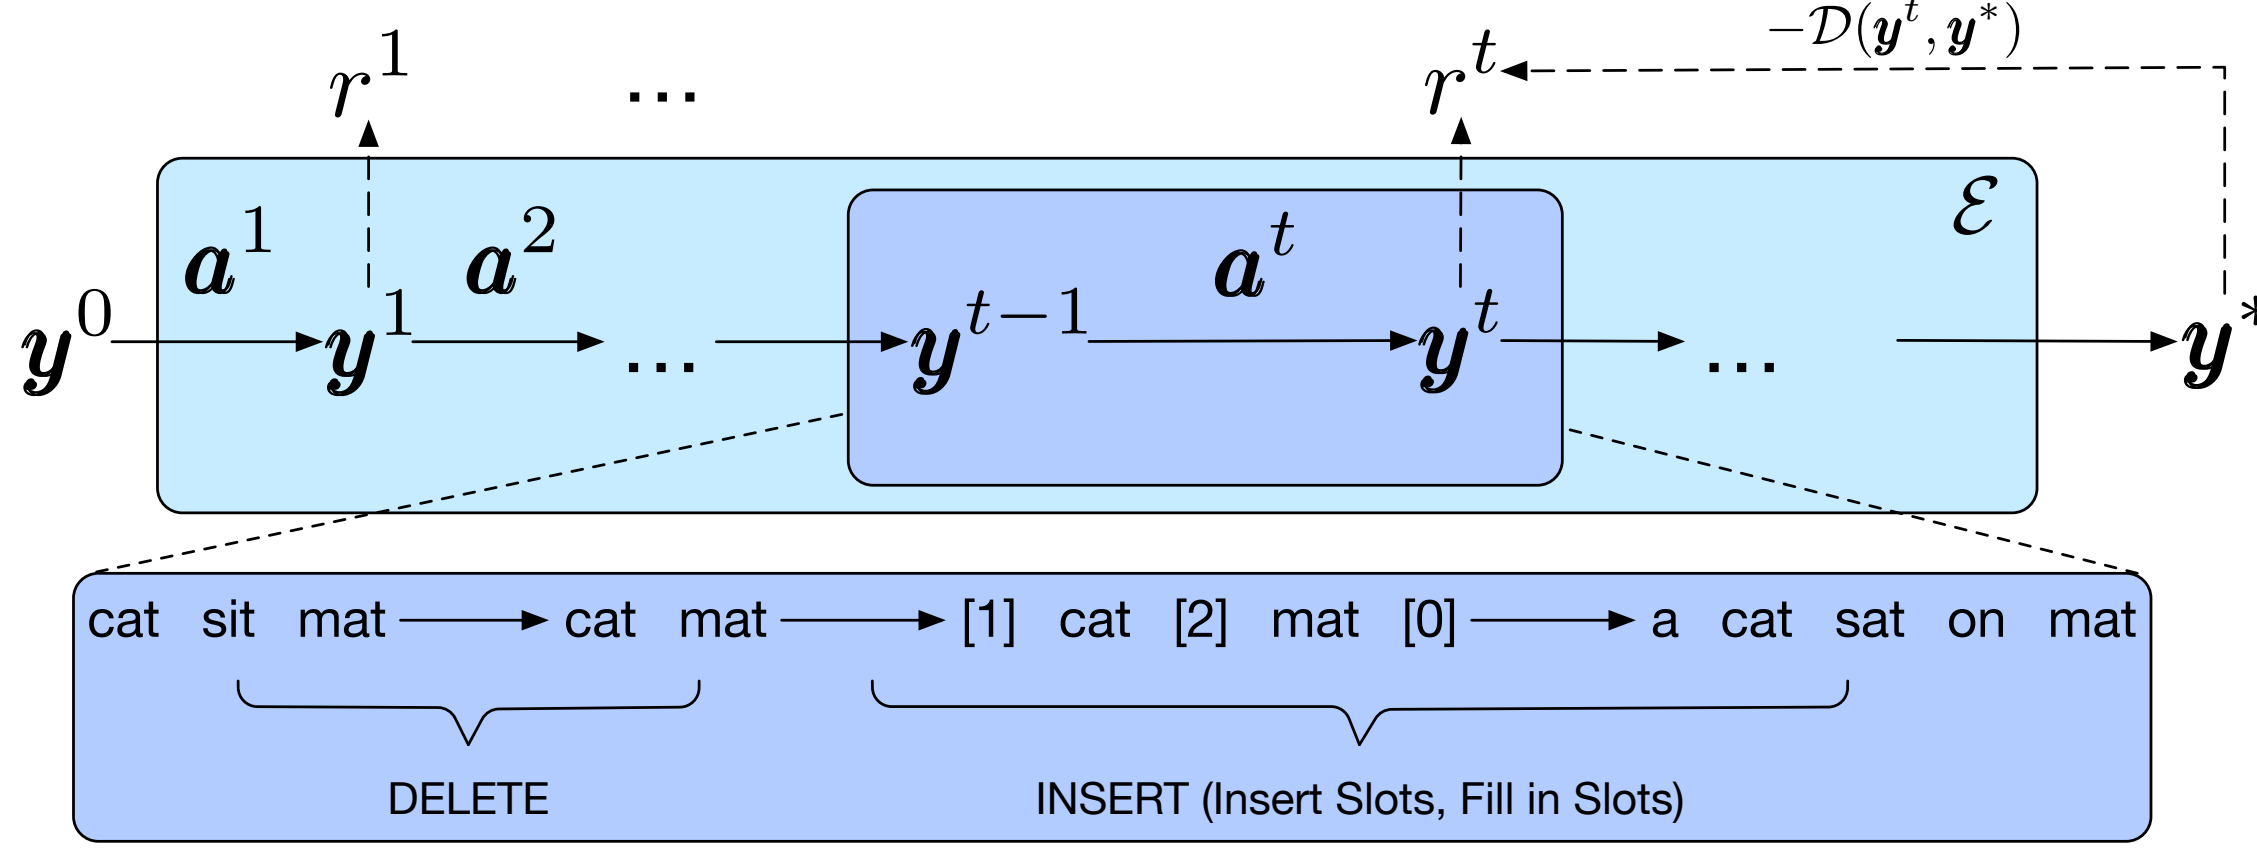 r^1 ... r^t −𝒟(y^t, y^*)
a^1 a^2 a^t ℰ
y^0 y^1 ... y^{t−1} y^t ... y^*
cat sit mat cat mat [1] cat [2] mat [0] a cat sat on mat
DELETE INSERT (Insert Slots, Fill in Slots)